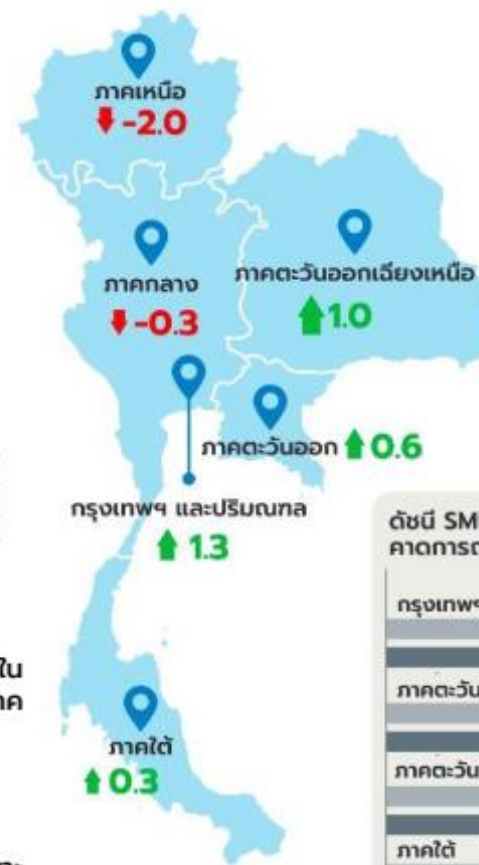 ภาคเหนือ
-2.0
ภาคกลาง
-0.3
ภาคตะวันออกเฉียงเหนือ
1.0
ภาคตะวันออก 0.6
กรุงเทพฯ และปริมณฑล
1.3
ดัชนี SM
คาดการณ
กรุงเทพฯ
ภาคตะวัน
ภาคตะวัน
ภาคใต้
ใน
าค
ภาคใต้
0.3